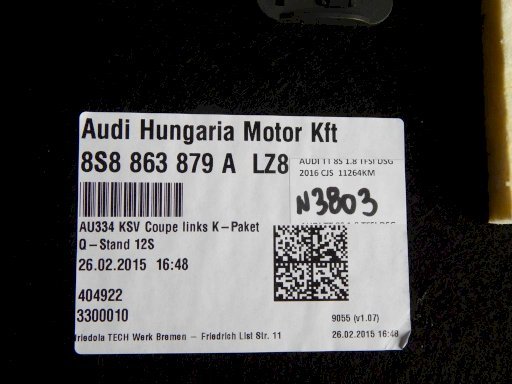 Audi Hungaria Motor Kft
8S8 863 879 A LZ8
AUDI TT 8S 1.8 TFSI DSG
2016 CJS 11264KM
N3803
AU334 KSV Coupe links K-Paket
Q-Stand 12S
26.02.2015 16:48
404922
3300010
9055 (v1.07)
friedola TECH Werk Bremen - Friedrich List Str. 11
26.02.2015 16:48